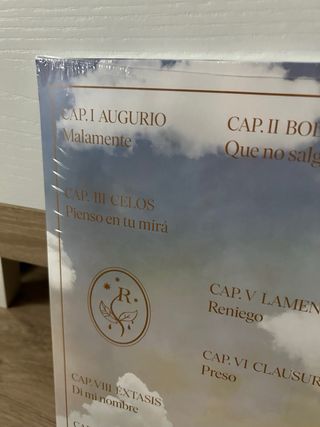 CAP. I AUGURIO
Malamente
CAP. II BO
Que no salg
CAP. III CELOS
Pienso en tu mirá
R
CAP. V LAMEN
Reniego
CAP. VI CLAUSUR
Preso
CAP. VIII ÉXTASIS
Di mi nombre